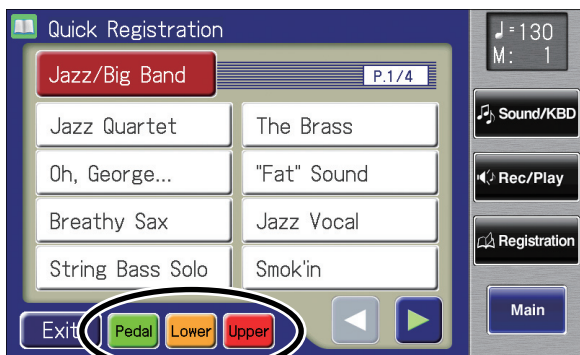 Quick Registration
♩=130
M: 1
Jazz/Big Band
P.1/4
Jazz Quartet
The Brass
Sound/KBD
Oh, George...
"Fat" Sound
Rec/Play
Breathy Sax
Jazz Vocal
Registration
String Bass Solo
Smok'in
Main
Exit
Pedal
Lower
Upper